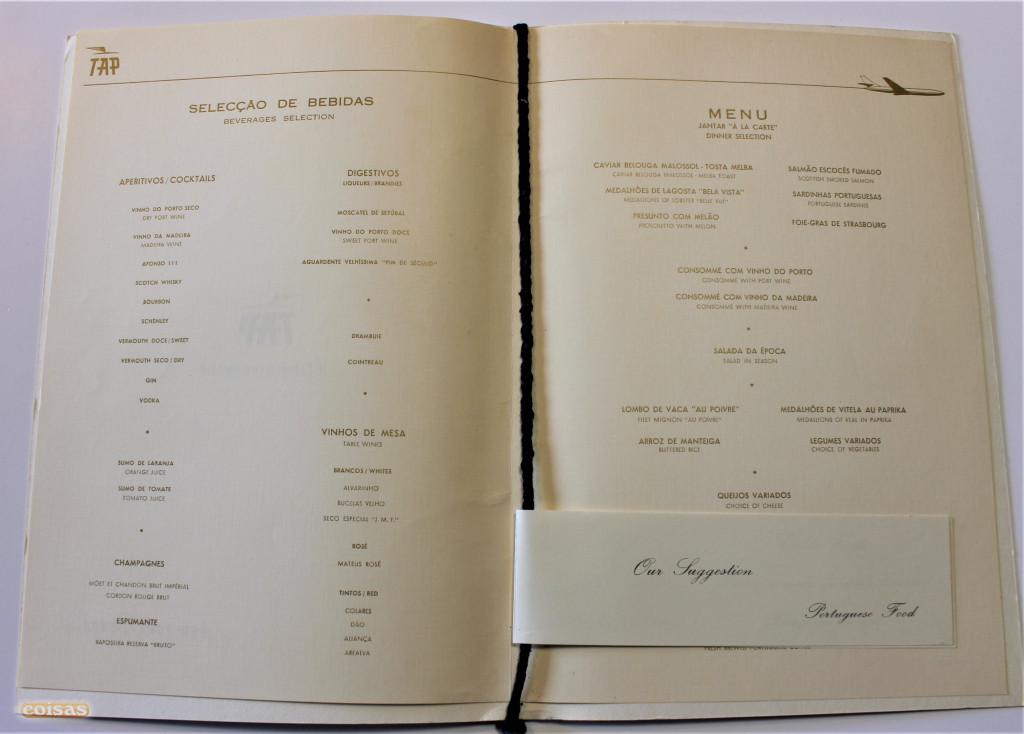 TAP
SELECÇÃO DE BEBIDAS
BEVERAGES SELECTION
APERITIVOS / COCKTAILS
VINHO DO PORTO SECO
DRY PORT WINE
VINHO DA MADEIRA
MADEIRA WINE
AFONSO III
SCOTCH WHISKY
BOURBON
SCHENLEY
VERMOUTH DOCE / SWEET
VERMOUTH SECO / DRY
GIN
VODKA
SUMO DE LARANJA
ORANGE JUICE
SUMO DE TOMATE
TOMATO JUICE
CHAMPAGNES
MÖET ET CHANDON BRUT IMPÉRIAL
CORDON ROUGE BRUT
ESPUMANTE
RAPOSEIRA RESERVA "BRUTO"
DIGESTIVOS
LIQUEURS / BRANDIES
MOSCATEL DE SETÚBAL
VINHO DO PORTO DOCE
SWEET PORT WINE
AGUARDENTE VELHÍSSIMA "FIM DE SÉCULO"
DRAMBUIE
COINTREAU
VINHOS DE MESA
TABLE WINES
BRANCOS / WHITES
ALVARINHO
BUCELAS VELHO
SECO ESPECIAL "J. M. F."
ROSÉ
MATEUS ROSÉ
TINTOS / RED
COLARES
DÃO
ALIANÇA
AREALVA
MENU
JANTAR "À LA CARTE"
DINNER SELECTION
CAVIAR BELOUGA MALOSSOL - TOSTA MELBA
CAVIAR BELOUGA MALOSSOL - MELBA TOAST
SALMÃO ESCOCÊS FUMADO
SCOTTISH SMOKED SALMON
MEDALHÕES DE LAGOSTA "BELA VISTA"
MEDALLIONS OF LOBSTER "BELLE VUE"
SARDINHAS PORTUGUESAS
PORTUGUESE SARDINES
PRESUNTO COM MELÃO
PROSCIUTTO WITH MELON
FOIE-GRAS DE STRASBOURG
CONSOMMÉ COM VINHO DO PORTO
CONSOMMÉ WITH PORT WINE
CONSOMMÉ COM VINHO DA MADEIRA
CONSOMMÉ WITH MADEIRA WINE
SALADA DA ÉPOCA
SALAD IN SEASON
LOMBO DE VACA "AU POIVRE"
FILET MIGNON "AU POIVRE"
MEDALHÕES DE VITELA AU PAPRIKA
MEDALLIONS OF VEAL IN PAPRIKA
ARROZ DE MANTEIGA
BUTTERED RICE
LEGUMES VARIADOS
CHOICE OF VEGETABLES
QUEIJOS VARIADOS
CHOICE OF CHEESE
Our Suggestion
Portuguese Food
coisas